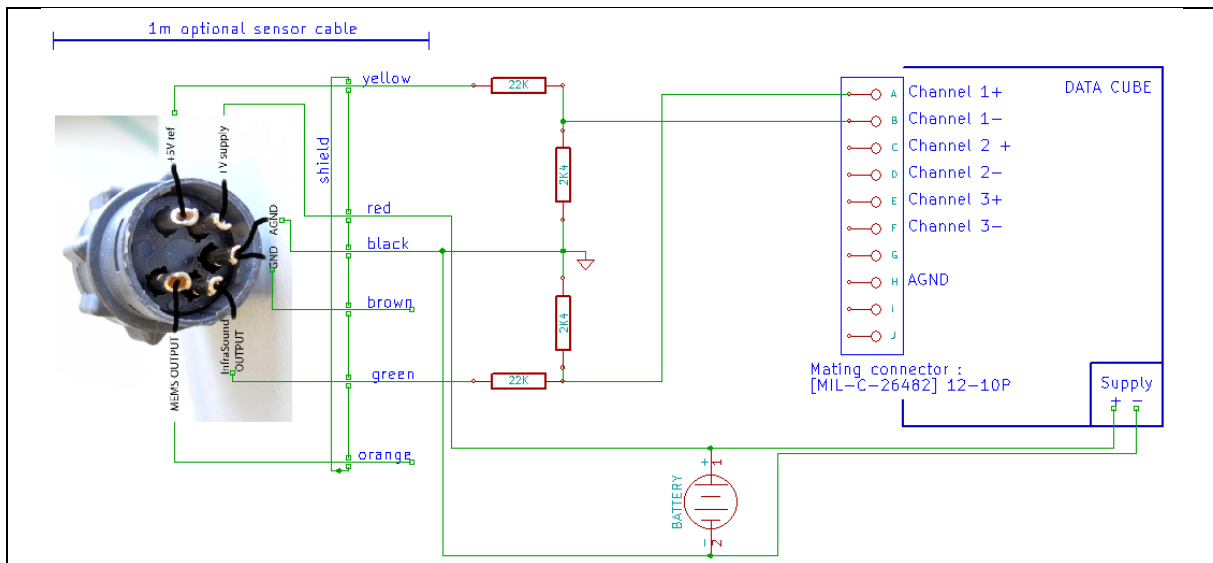 1m optional sensor cable
yellow
22K
+5V ref
+V supply
shield
2K4
red
AGND
black
GND
brown
2K4
InfraSound
OUTPUT
MEMS OUTPUT
green
22K
orange
DATA CUBE
A Channel 1+
B Channel 1-
C Channel 2 +
D Channel 2-
E Channel 3+
F Channel 3-
G
H AGND
i
J
Mating connector :
[MIL-C-26482] 12-10P
Supply
+ -
BATTERY
+ 1
- 2